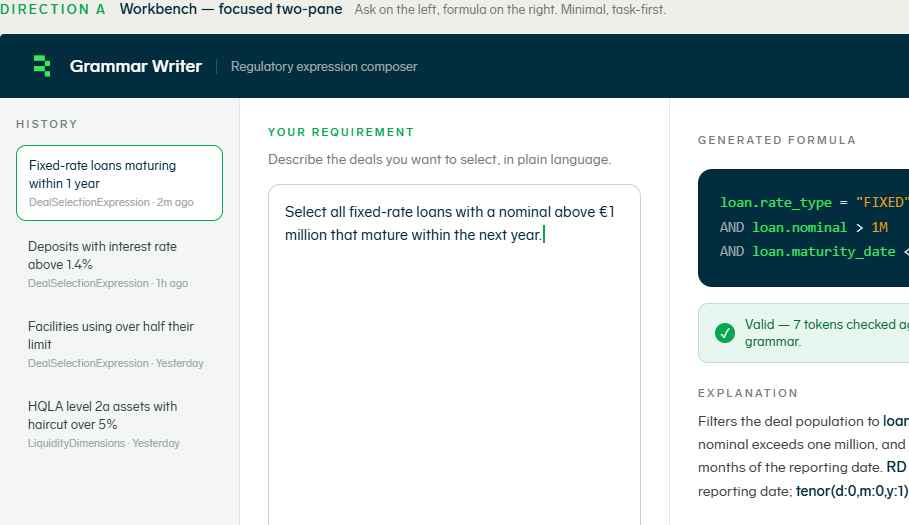 DIRECTION A Workbench — focused two-pane Ask on the left, formula on the right. Minimal, task-first.
Grammar Writer Regulatory expression composer
HISTORY
Fixed-rate loans maturing
within 1 year
DealSelectionExpression · 2m ago
Deposits with interest rate
above 1.4%
DealSelectionExpression · 1h ago
Facilities using over half their
limit
DealSelectionExpression · Yesterday
HQLA level 2a assets with
haircut over 5%
LiquidityDimensions · Yesterday
YOUR REQUIREMENT
Describe the deals you want to select, in plain language.
Select all fixed-rate loans with a nominal above €1
million that mature within the next year.
GENERATED FORMULA
loan.rate_type = "FIXED"
AND loan.nominal > 1M
AND loan.maturity_date <
Valid — 7 tokens checked ag
grammar.
EXPLANATION
Filters the deal population to loan
nominal exceeds one million, and
months of the reporting date. RD
reporting date; tenor(d:0,m:0,y:1)